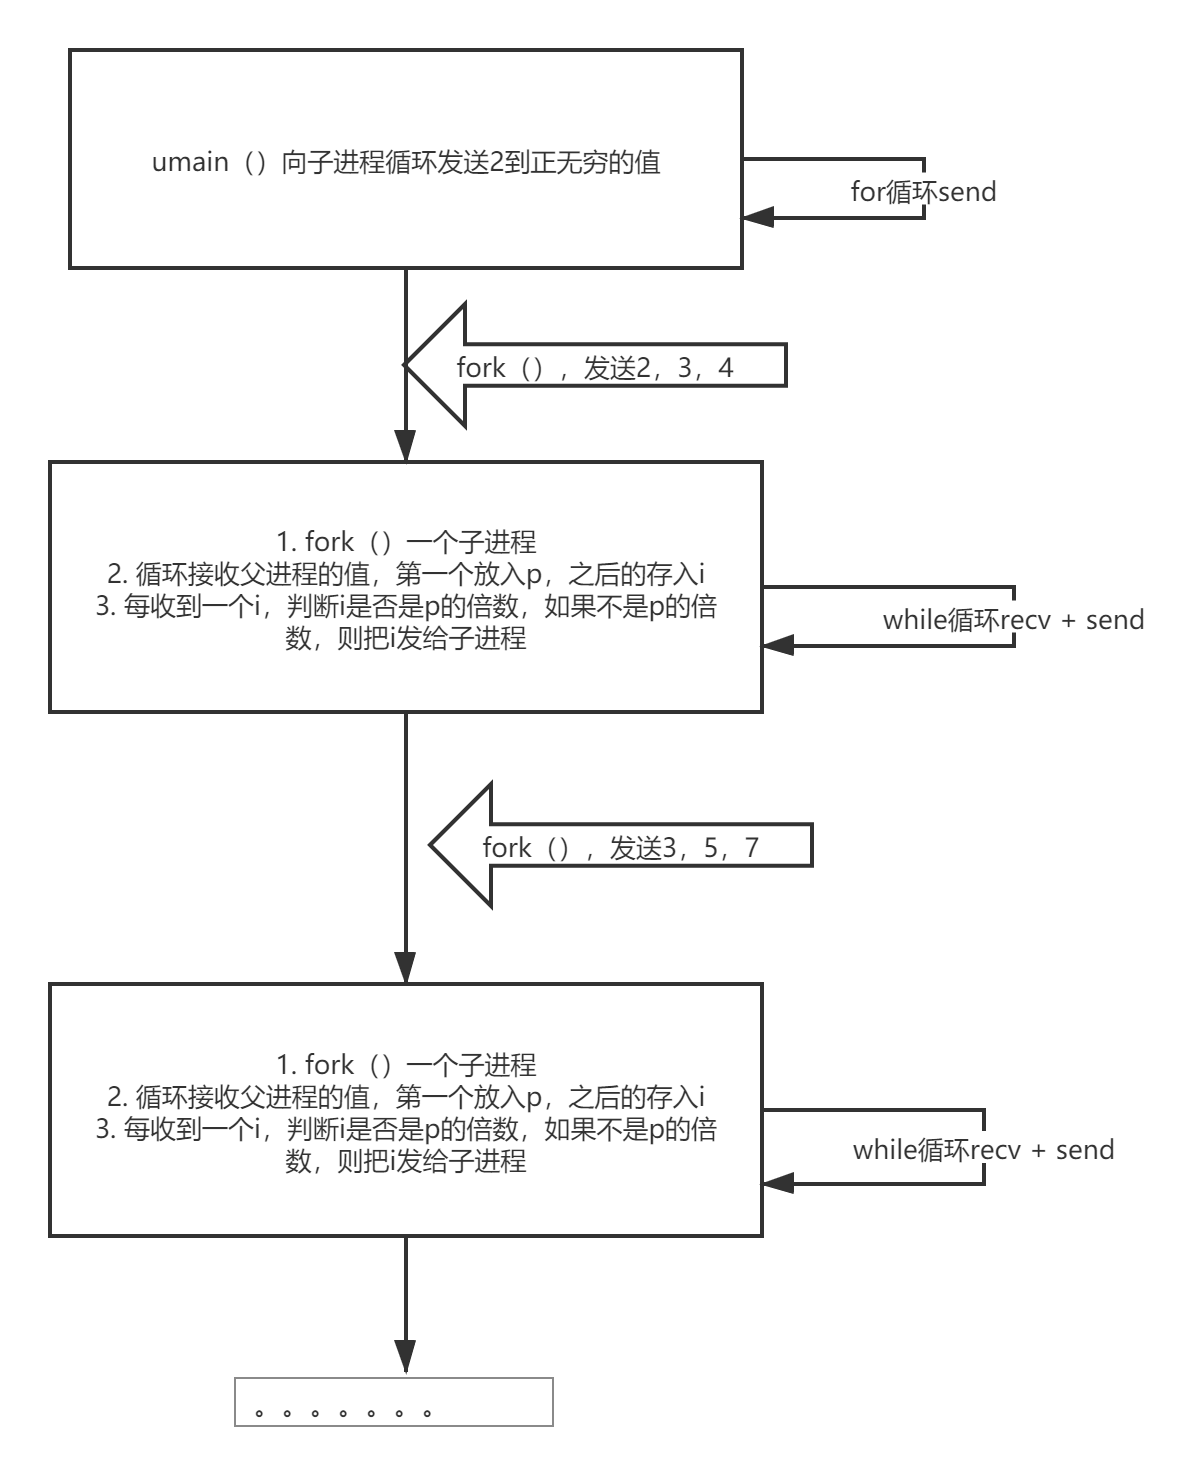 umain（）向子进程循环发送2到正无穷的值
for循环send
fork（），发送2，3，4
1. fork（）一个子进程
2. 循环接收父进程的值，第一个放入p，之后的存入i
3. 每收到一个i，判断i是否是p的倍数，如果不是p的倍
数，则把i发给子进程
while循环recv + send
fork（），发送3，5，7
1. fork（）一个子进程
2. 循环接收父进程的值，第一个放入p，之后的存入i
3. 每收到一个i，判断i是否是p的倍数，如果不是p的倍
数，则把i发给子进程
while循环recv + send
。。。。。。。